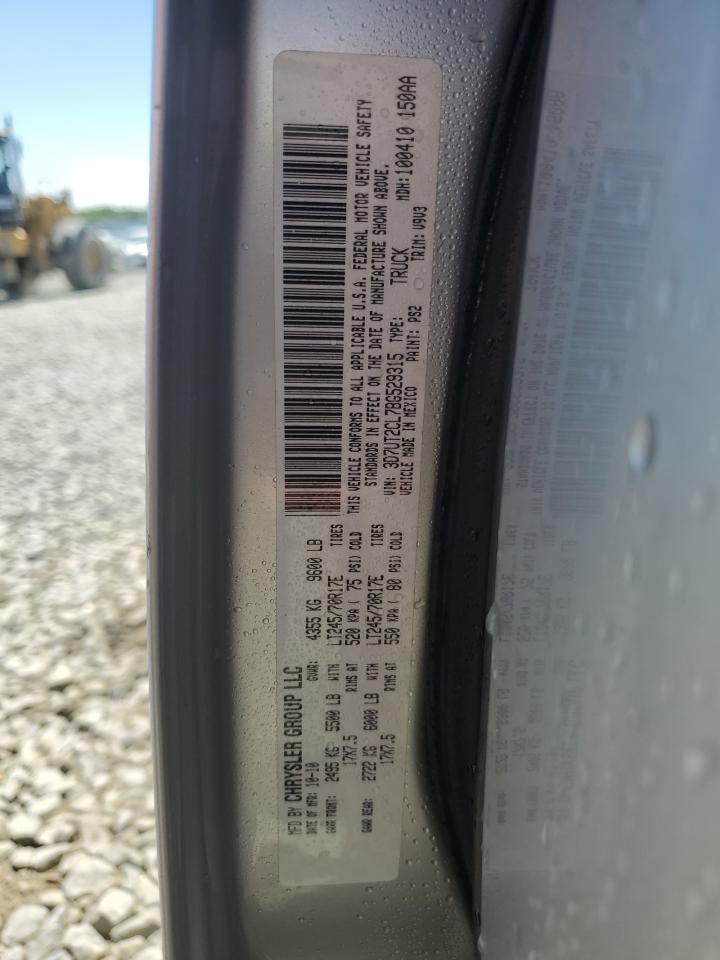 MFD BY CHRYSLER GROUP LLC
DATE OF MFR: 10-10 GVWR: 4355 KG 9600 LB
GAWR FRONT: 2495 KG 5500 LB WITH LT245/70R17E TIRES
17X7.5 RIMS AT 520 KPA ( 75 PSI) COLD
GAWR REAR: 2722 KG 6000 LB WITH LT245/70R17E TIRES
17X7.5 RIMS AT 550 KPA ( 80 PSI) COLD
THIS VEHICLE CONFORMS TO ALL APPLICABLE U.S.A. FEDERAL MOTOR VEHICLE SAFETY
STANDARDS IN EFFECT ON THE DATE OF MANUFACTURE SHOWN ABOVE.
VIN: 3D7UT2CL7BG529315 TYPE: TRUCK MDH: 100410 150AA
VEHICLE MADE IN MEXICO PAINT: PS2 TRIM: V9V3